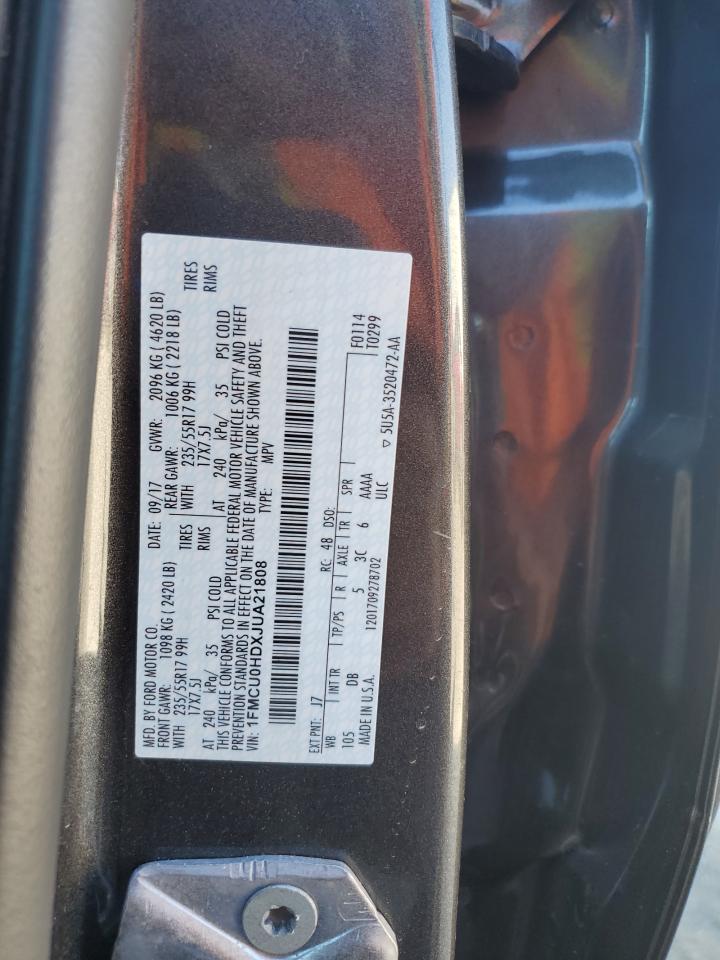 MFD. BY FORD MOTOR CO. DATE: 09/17 GVWR: 2096 KG ( 4620 LB)
FRONT GAWR: 1098 KG ( 2420 LB) REAR GAWR: 1006 KG ( 2218 LB)
WITH 235/55R17 99H TIRES WITH 235/55R17 99H TIRES
17X7.5J RIMS 17X7.5J RIMS
AT 240 kPa/ 35 PSI COLD AT 240 kPa/ 35 PSI COLD
THIS VEHICLE CONFORMS TO ALL APPLICABLE FEDERAL MOTOR VEHICLE SAFETY AND THEFT
PREVENTION STANDARDS IN EFFECT ON THE DATE OF MANUFACTURE SHOWN ABOVE.
VIN: 1FMCU0HDXJUA21808 TYPE: MPV
EXT PNT: J7 RC: 48 DSO: F0114
WB INT TR TP/PS R AXLE TR SPR T0299
105 DB 5 3C 6 AAAA
MADE IN U.S.A. 1201709278702 ULC ▽ 5U5A-3520472-AA